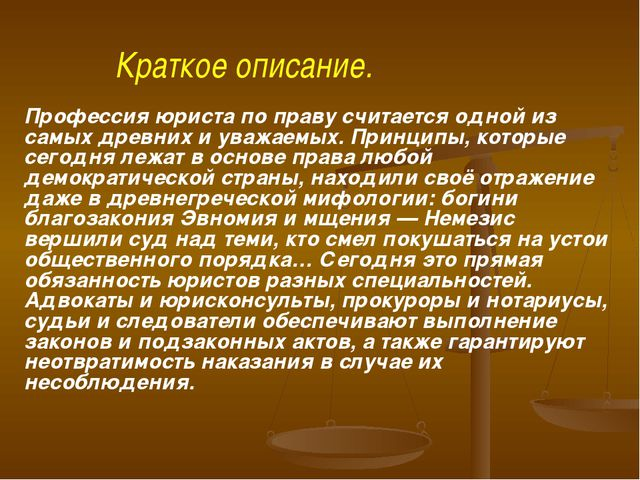 Краткое описание.
Профессия юриста по праву считается одной из
самых древних и уважаемых. Принципы, которые
сегодня лежат в основе права любой
демократической страны, находили своё отражение
даже в древнегреческой мифологии: богини
благозакония Эвномия и мщения — Немезис
вершили суд над теми, кто смел покушаться на устои
общественного порядка… Сегодня это прямая
обязанность юристов разных специальностей.
Адвокаты и юрисконсульты, прокуроры и нотариусы,
судьи и следователи обеспечивают выполнение
законов и подзаконных актов, а также гарантируют
неотвратимость наказания в случае их
несоблюдения.